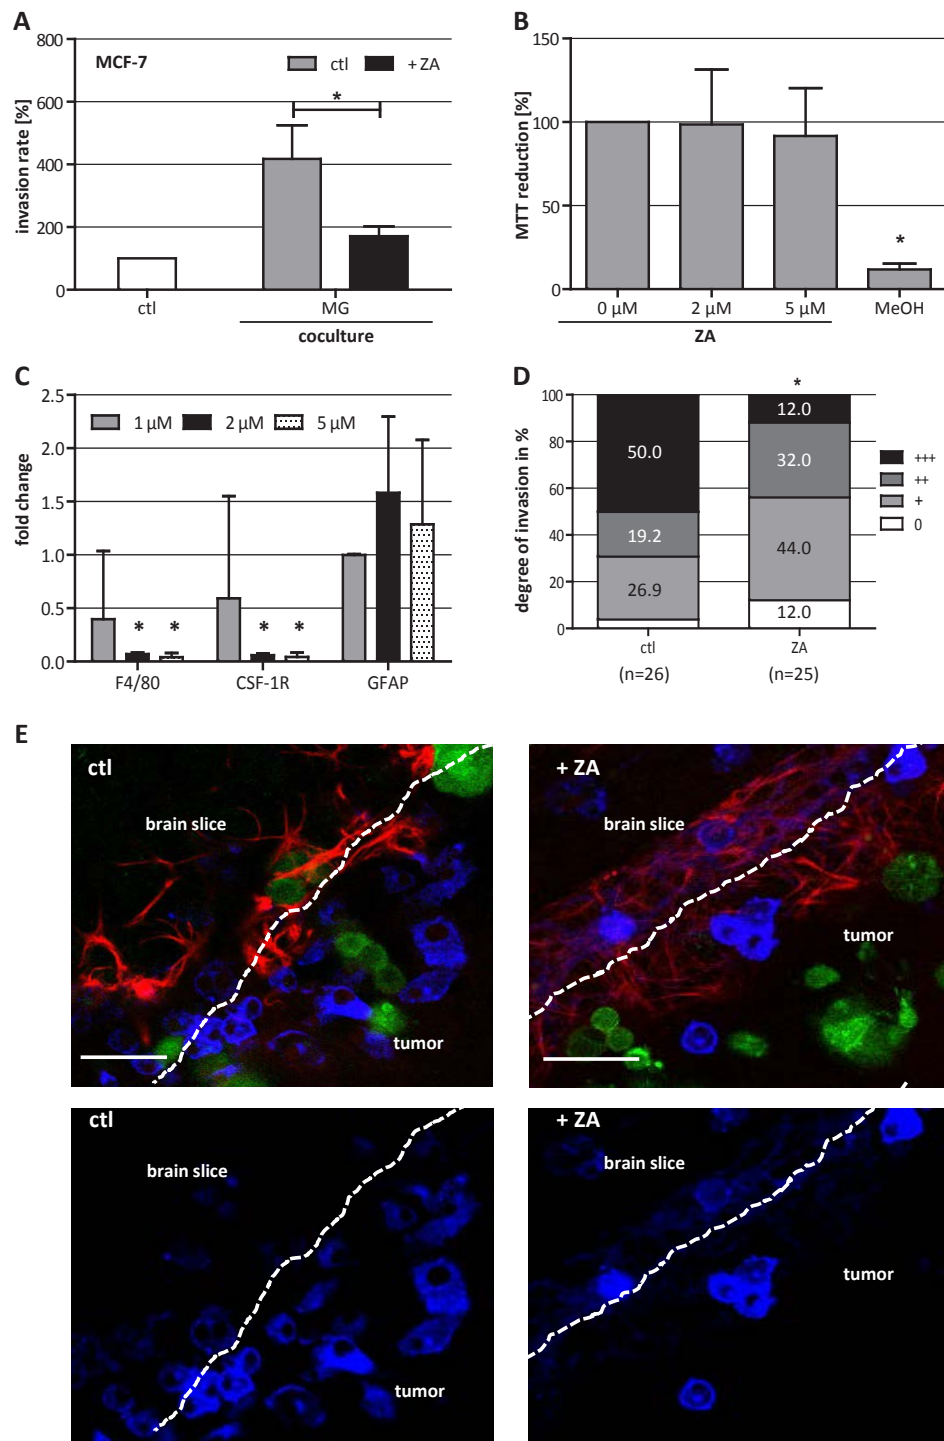 A
800
MCF-7
ctl
+ ZA
*
600
400
200
0
invasion rate [%]
ctl
MG
coculture
B
150
100
50
0
MTT reduction [%]
*
0 µM
2 µM
5 µM
MeOH
ZA
C
2.5
2.0
1.5
1.0
0.5
0.0
fold change
1 µM
2 µM
5 µM
* *
* *
F4/80
CSF-1R
GFAP
D
*
100
80
60
40
20
0
degree of invasion in %
50.0
19.2
26.9
12.0
32.0
44.0
12.0
+++
++
+
0
ctl
(n=26)
ZA
(n=25)
E
ctl
brain slice
tumor
+ ZA
brain slice
tumor
ctl
brain slice
tumor
+ ZA
brain slice
tumor